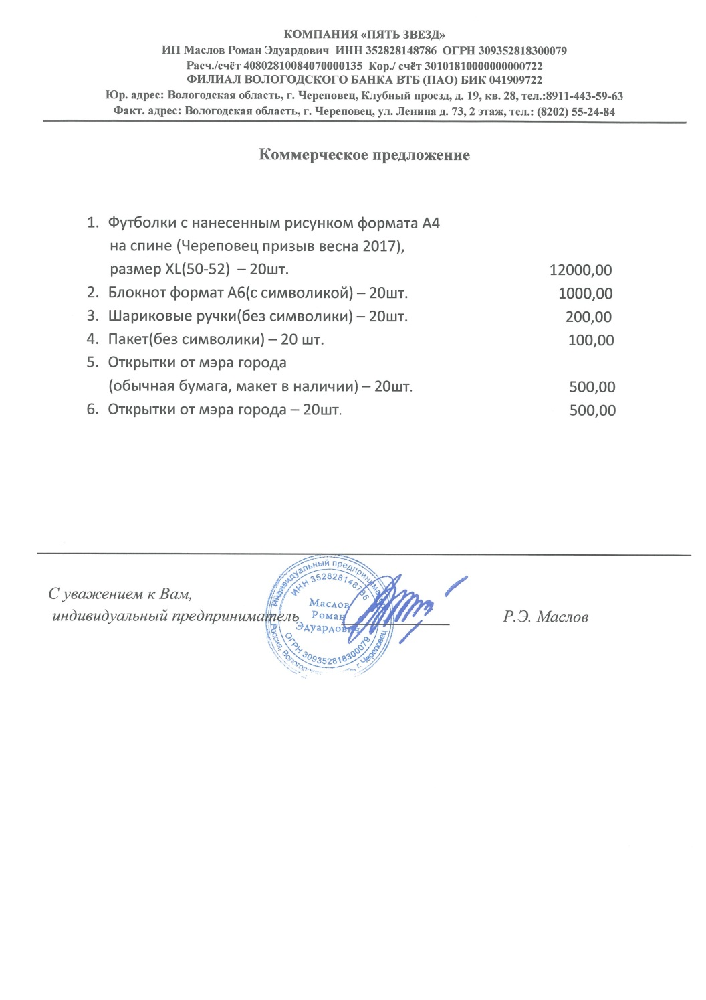 КОМПАНИЯ «ПЯТЬ ЗВЕЗД»
ИП Маслов Роман Эдуардович ИНН 352828148786 ОГРН 309352818300079
Расч./счёт 40802810084070000135 Кор./ счёт 30101810000000000722
ФИЛИАЛ ВОЛОГОДСКОГО БАНКА ВТБ (ПАО) БИК 041909722
Юр. адрес: Вологодская область, г. Череповец, Клубный проезд, д. 19, кв. 28, тел.:8911-443-59-63
Факт. адрес: Вологодская область, г. Череповец, ул. Ленина д. 73, 2 этаж, тел.: (8202) 55-24-84
Коммерческое предложение
1. Футболки с нанесенным рисунком формата А4
на спине (Череповец призыв весна 2017),
размер XL(50-52) – 20шт. 12000,00
2. Блокнот формат А6(с символикой) – 20шт. 1000,00
3. Шариковые ручки(без символики) – 20шт. 200,00
4. Пакет(без символики) – 20 шт. 100,00
5. Открытки от мэра города
(обычная бумага, макет в наличии) – 20шт. 500,00
6. Открытки от мэра города – 20шт. 500,00
С уважением к Вам,
индивидуальный предприниматель Р.Э. Маслов
Индивидуальный предприниматель
ИНН 352828148786
Маслов
Роман
Эдуардович
ОГРН 309352818300079
Россия, Вологодская г. Череповец